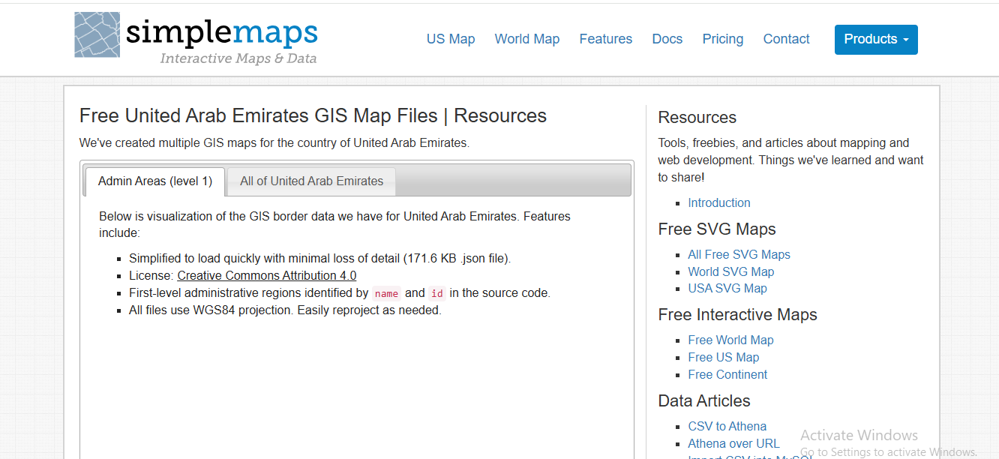 simplemaps
Interactive Maps & Data
US Map World Map Features Docs Pricing Contact Products
Free United Arab Emirates GIS Map Files | Resources
We've created multiple GIS maps for the country of United Arab Emirates.
Admin Areas (level 1) All of United Arab Emirates
Below is visualization of the GIS border data we have for United Arab Emirates. Features
include:
Simplified to load quickly with minimal loss of detail (171.6 KB .json file).
License: Creative Commons Attribution 4.0
First-level administrative regions identified by name and id in the source code.
All files use WGS84 projection. Easily reproject as needed.
Resources
Tools, freebies, and articles about mapping and
web development. Things we've learned and want
to share!
Introduction
Free SVG Maps
All Free SVG Maps
World SVG Map
USA SVG Map
Free Interactive Maps
Free World Map
Free US Map
Free Continent
Data Articles
CSV to Athena
Athena over URL
Import CSV into MySQL
Activate Windows
Go to Settings to activate Windows.